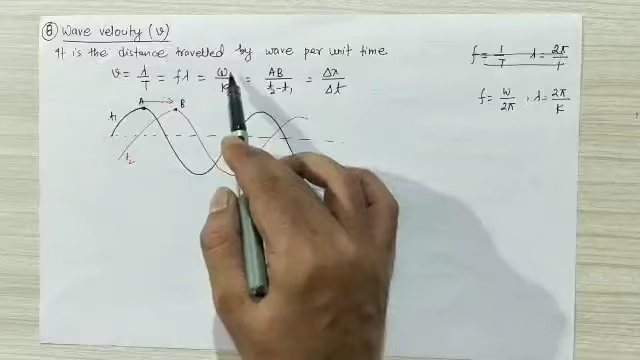 ⑧ Wave velocity (v)
It is the distance travelled by wave per unit time.
v = λ/T = fλ = ω/K = AB/t₂-t₁ = Δx/Δt
f = 1/T λ = 2π/
f = ω/2π , λ = 2π/K
A B
t₁
t₂